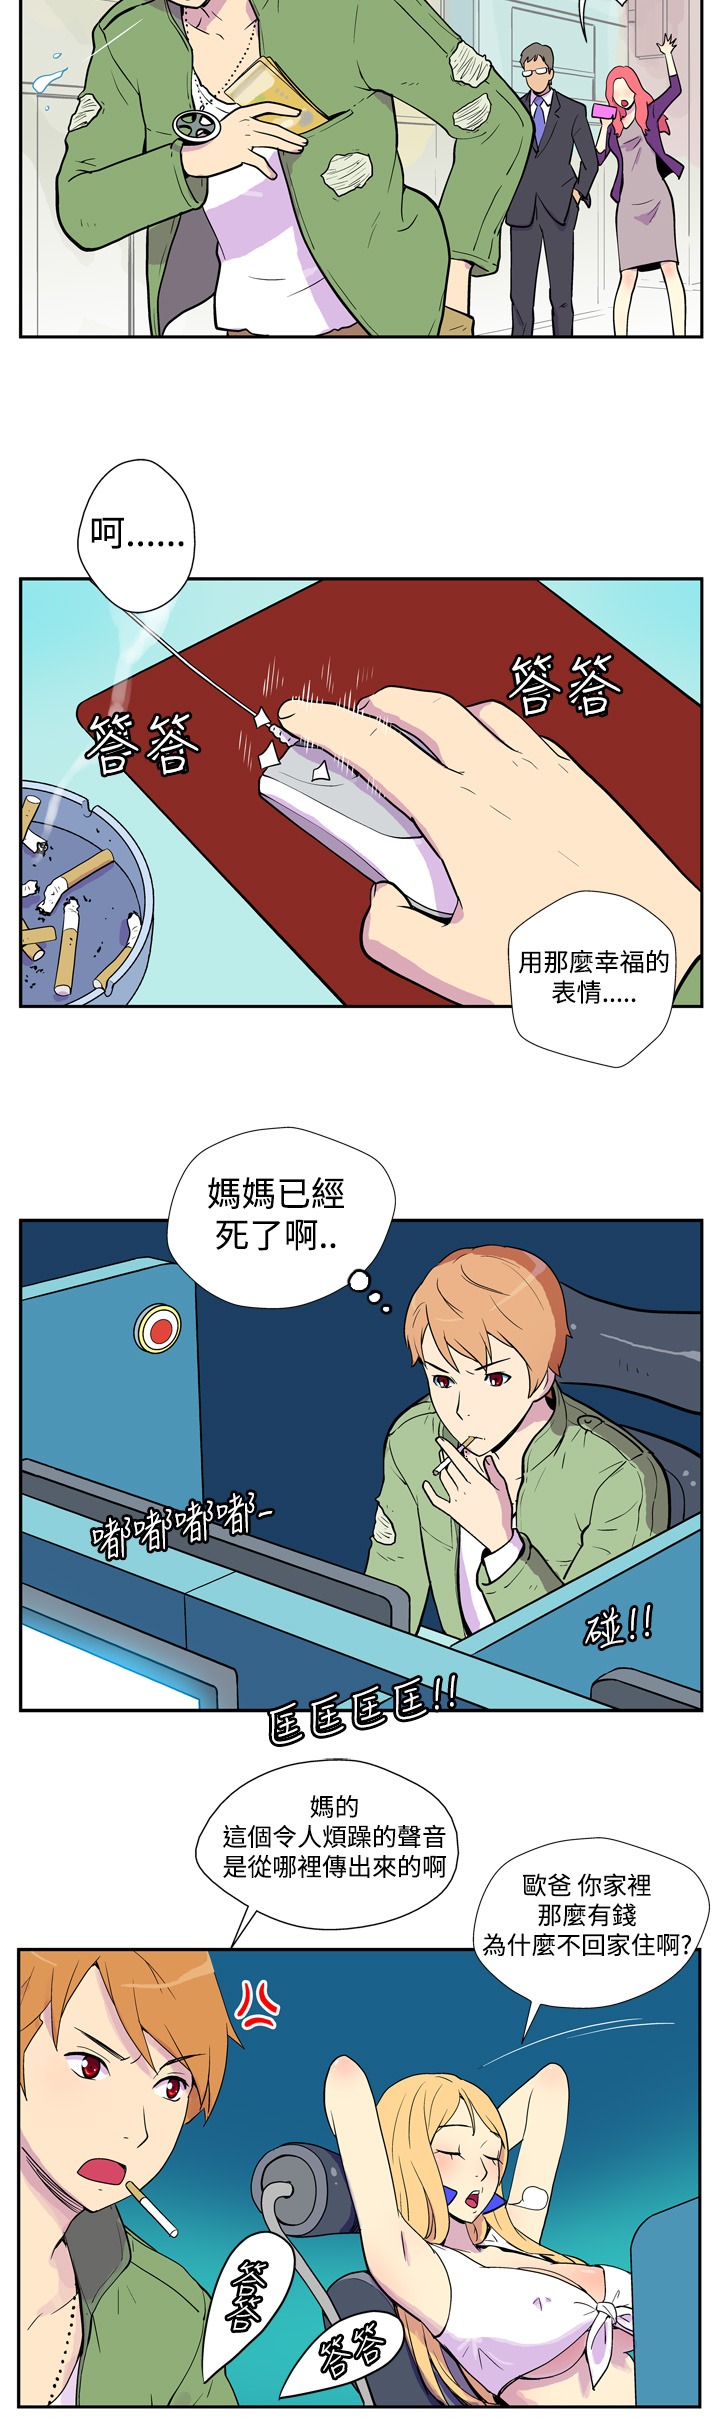 呵......
答答
答答
用那麼幸福的
表情.....
媽媽已經
死了啊..
嘟嘟嘟嘟-
碰!!
匡匡匡匡!!
媽的
這個令人煩躁的聲音
是從哪裡傳出來的啊
歐爸 你家裡
那麼有錢
為什麼不回家住啊?
答答
答答